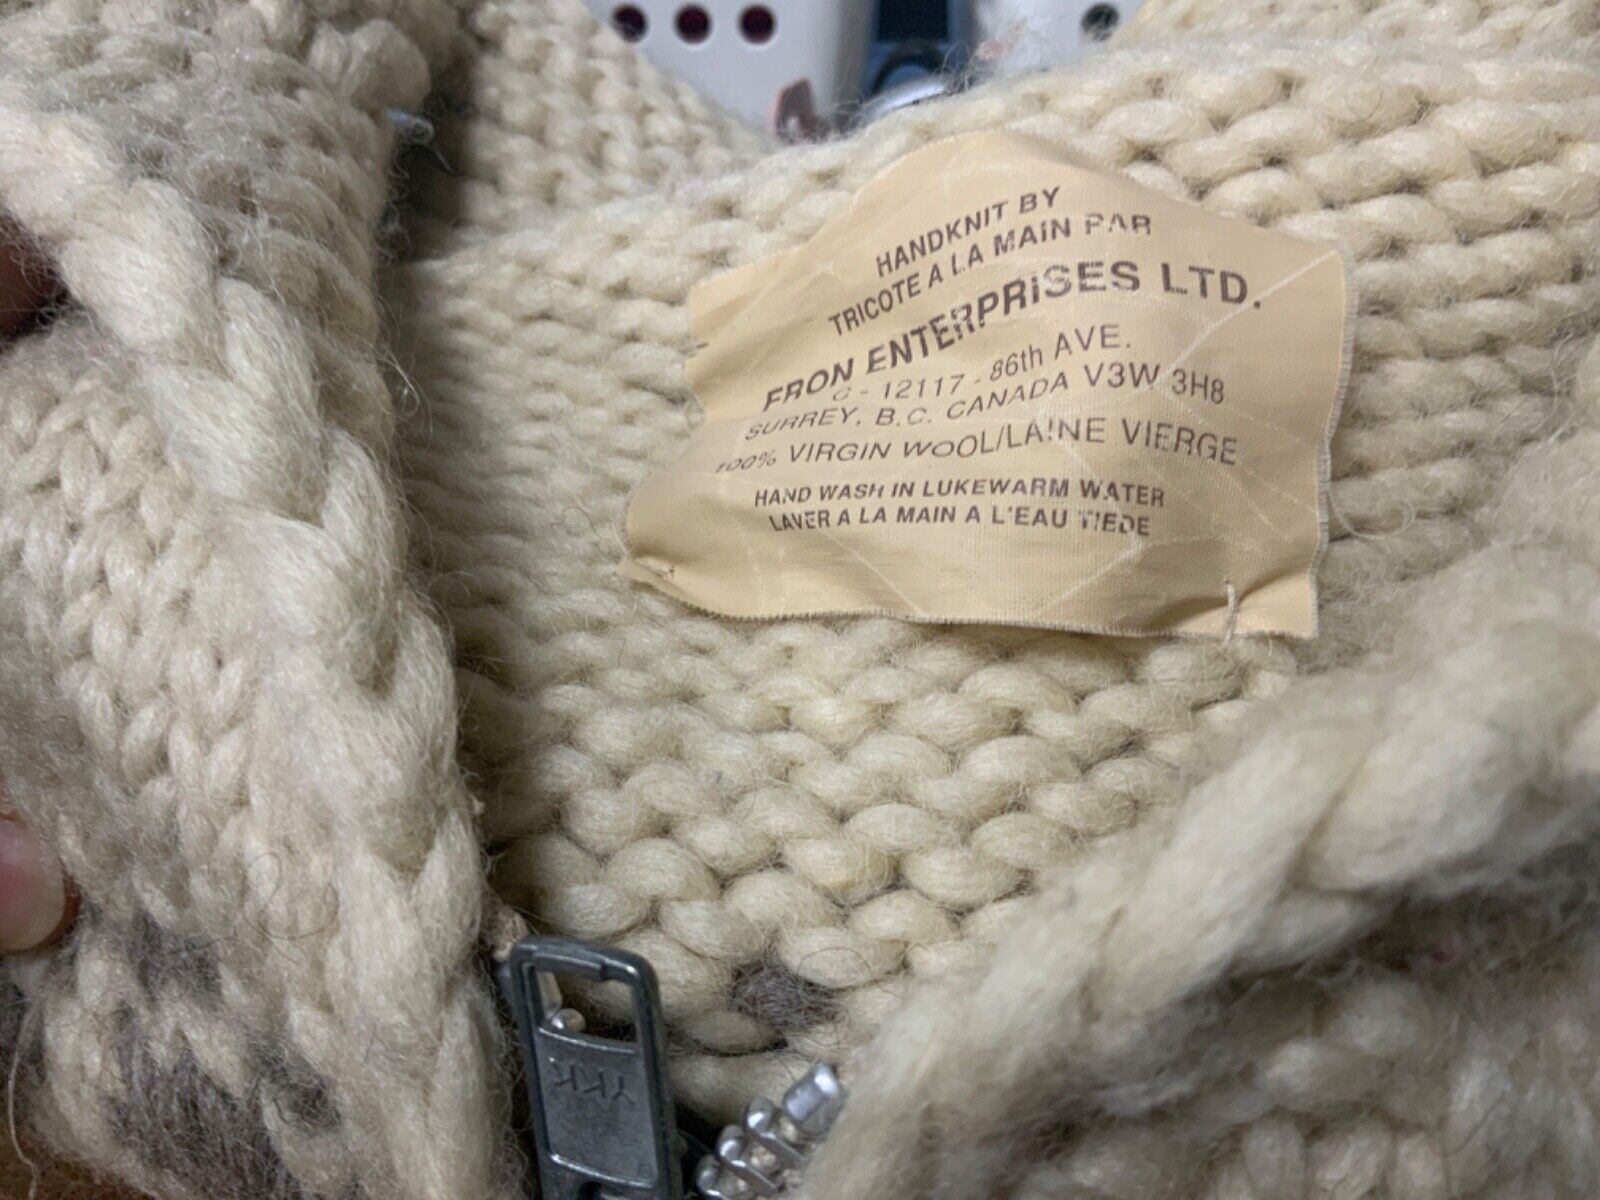 HANDKNIT BY
TRICOTE A LA MAIN PAR
FRON ENTERPRISES LTD.
C - 12117 - 86th AVE.
SURREY, B.C. CANADA V3W 3H8
100% VIRGIN WOOL/LAINE VIERGE
HAND WASH IN LUKEWARM WATER
LAVER A LA MAIN A L'EAU TIEDE
YKK